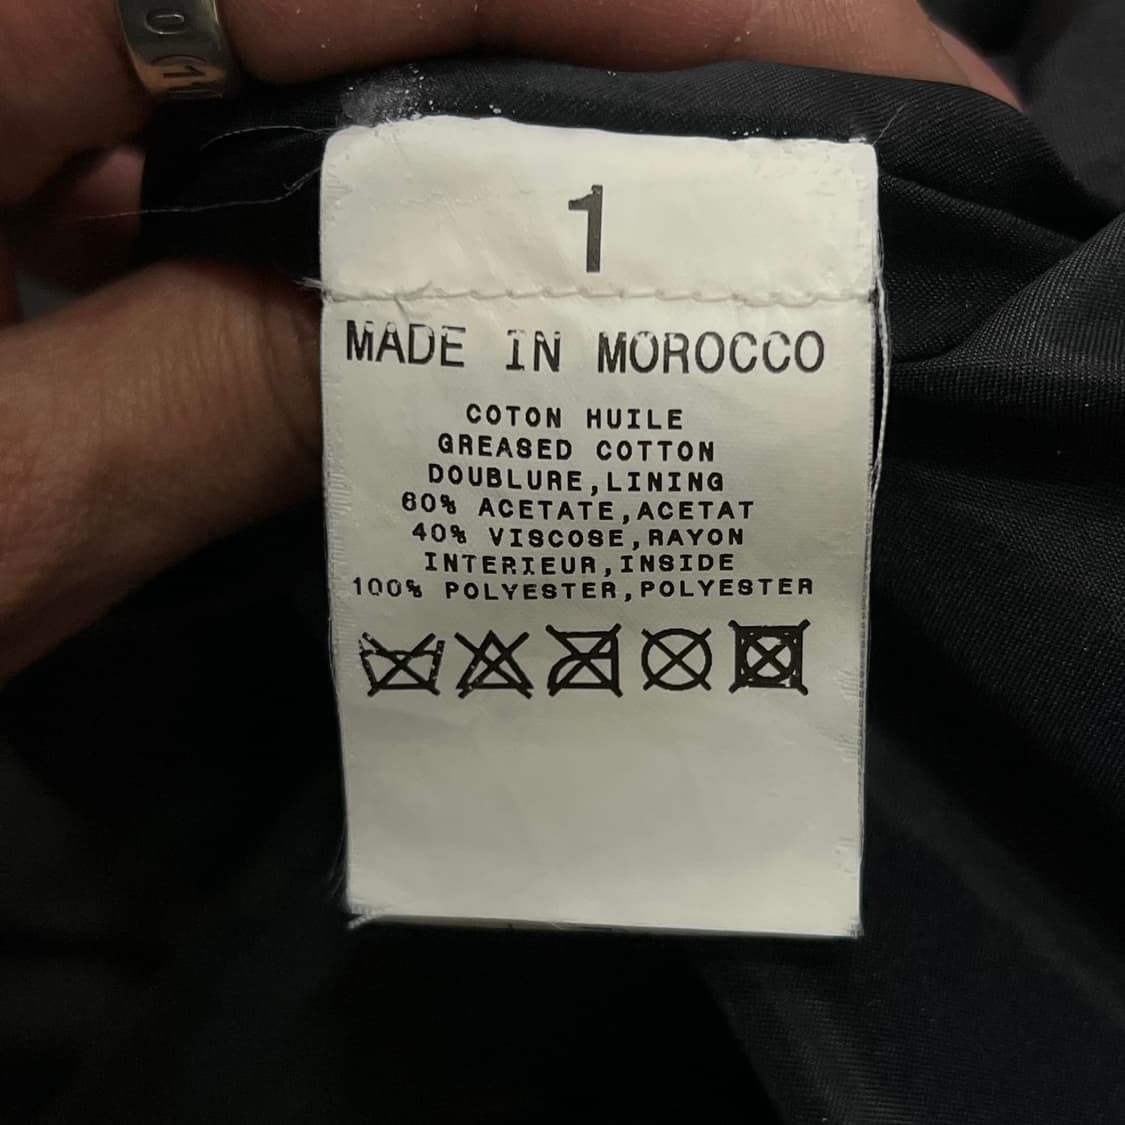 1
MADE IN MOROCCO
COTON HUILE
GREASED COTTON
DOUBLURE,LINING
60% ACETATE,ACETAT
40% VISCOSE,RAYON
INTERIEUR,INSIDE
100% POLYESTER,POLYESTER